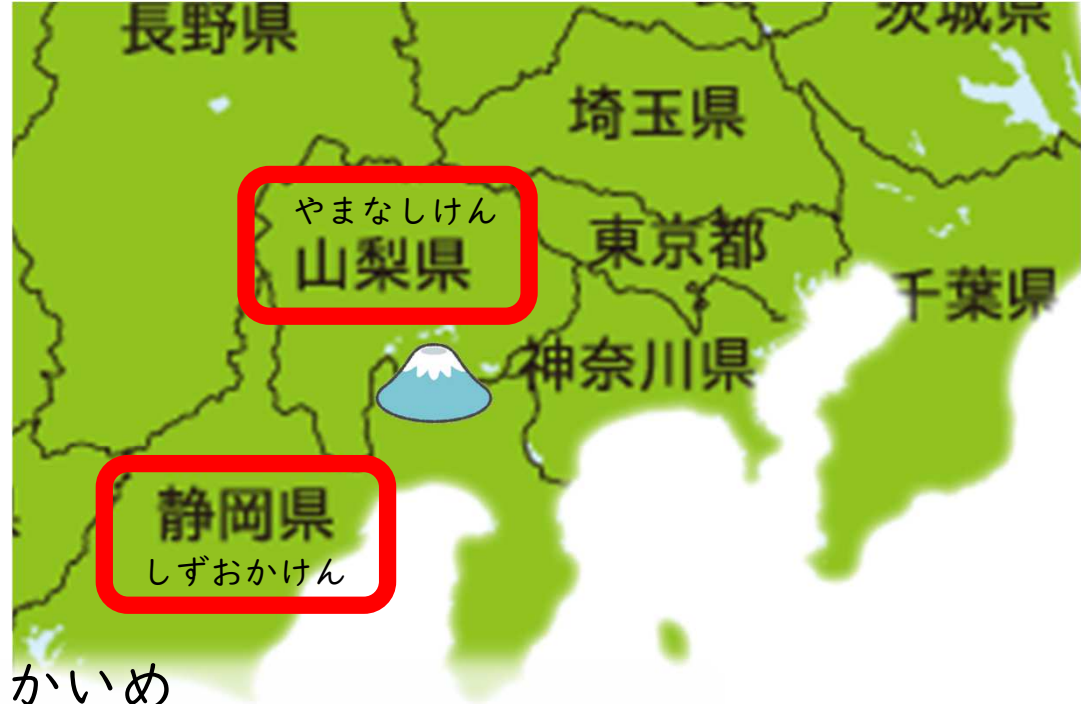 長野県
茨城県
埼玉県
やまなしけん
山梨県
東京都
千葉県
神奈川県
静岡県
しずおかけん
かいめ